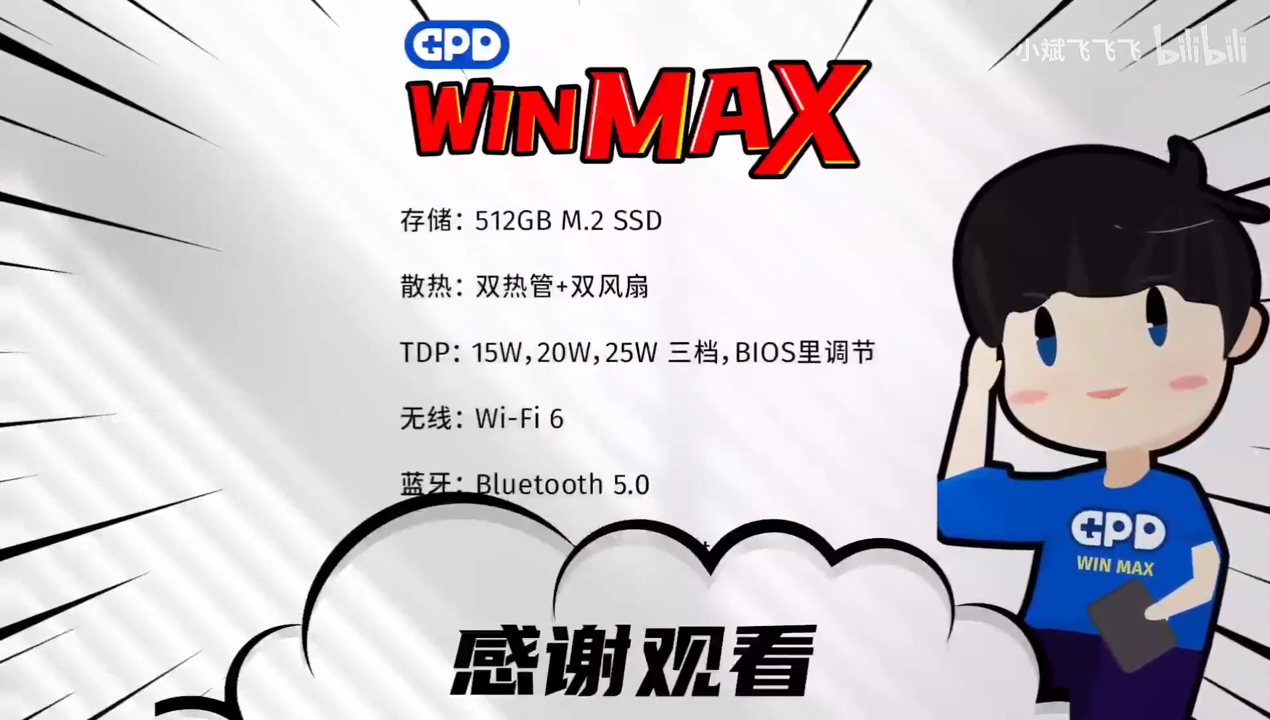 GPD
小斌飞飞飞 bilibili
WIN MAX
存储：512GB M.2 SSD
散热：双热管+双风扇
TDP：15W，20W，25W 三档，BIOS里调节
无线：Wi-Fi 6
蓝牙：Bluetooth 5.0
GPD
WIN MAX
感谢观看